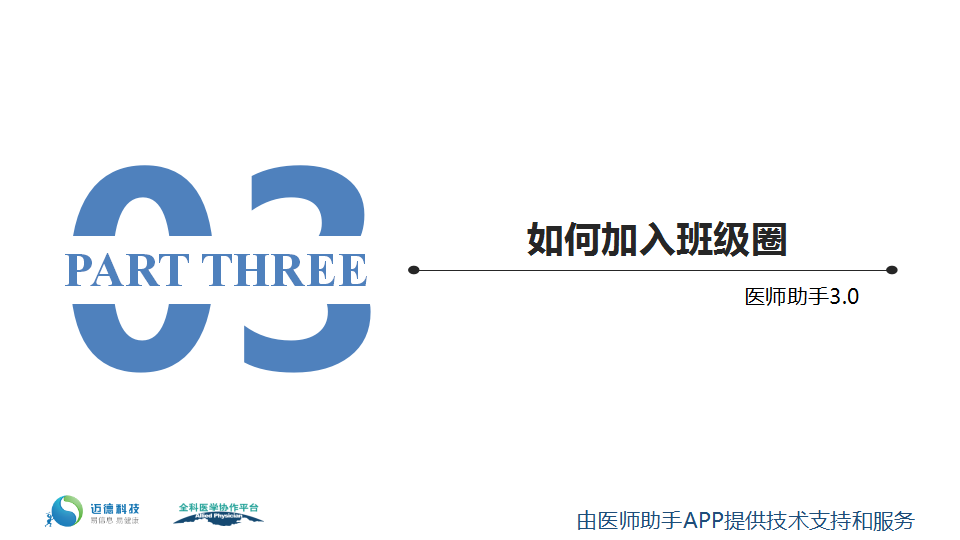 03
PART THREE
如何加入班级圈
医师助手3.0
迈德科技
易信息 易健康
全科医学协作平台
Allied Physician
由医师助手APP提供技术支持和服务